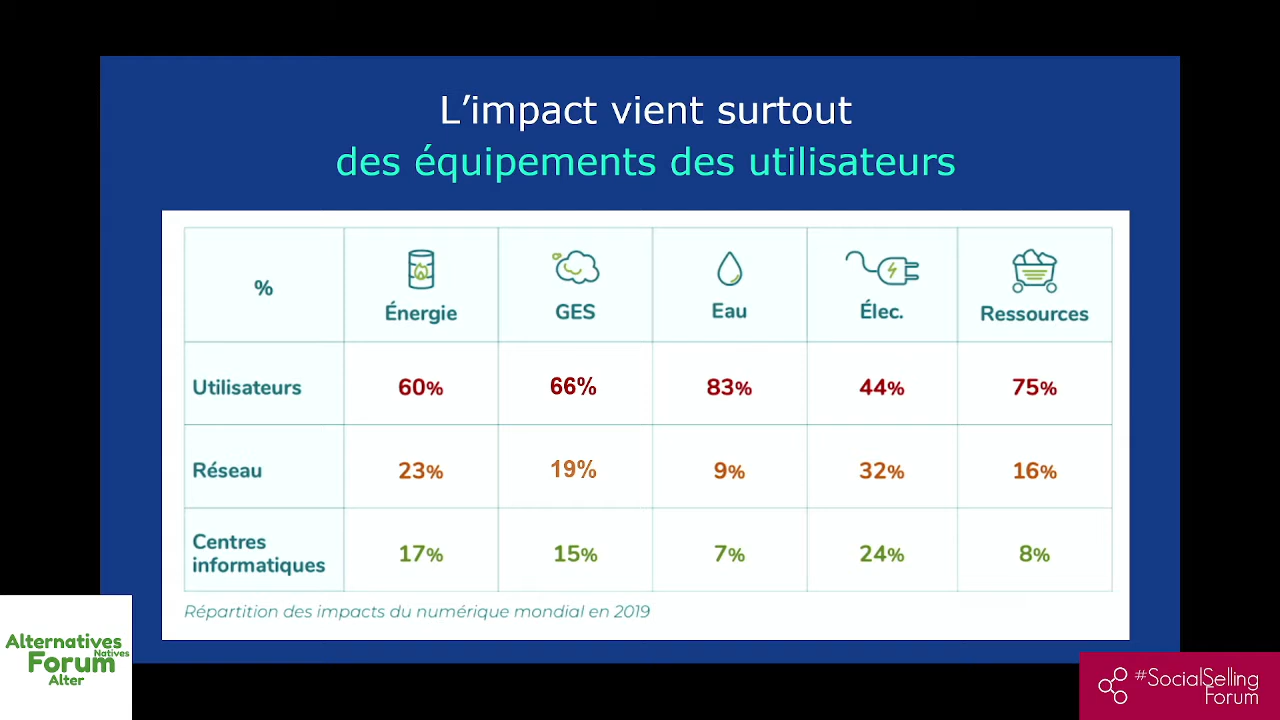 L'impact vient surtout
des équipements des utilisateurs
% Énergie GES Eau Élec. Ressources
Utilisateurs 60% 66% 83% 44% 75%
Réseau 23% 19% 9% 32% 16%
Centres
informatiques 17% 15% 7% 24% 8%
Répartition des impacts du numérique mondial en 2019
Alternatives
Natives
Forum
Alter
#SocialSelling
Forum